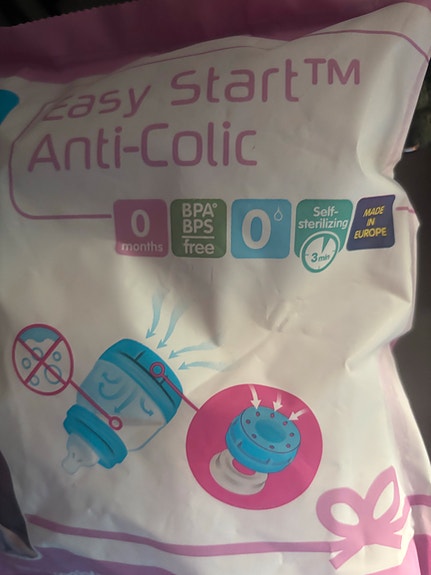 Easy Start™
Anti-Colic
0
months
BPA°
BPS
free
0
Self-
sterilizing
3 min
MADE
IN
EUROPE